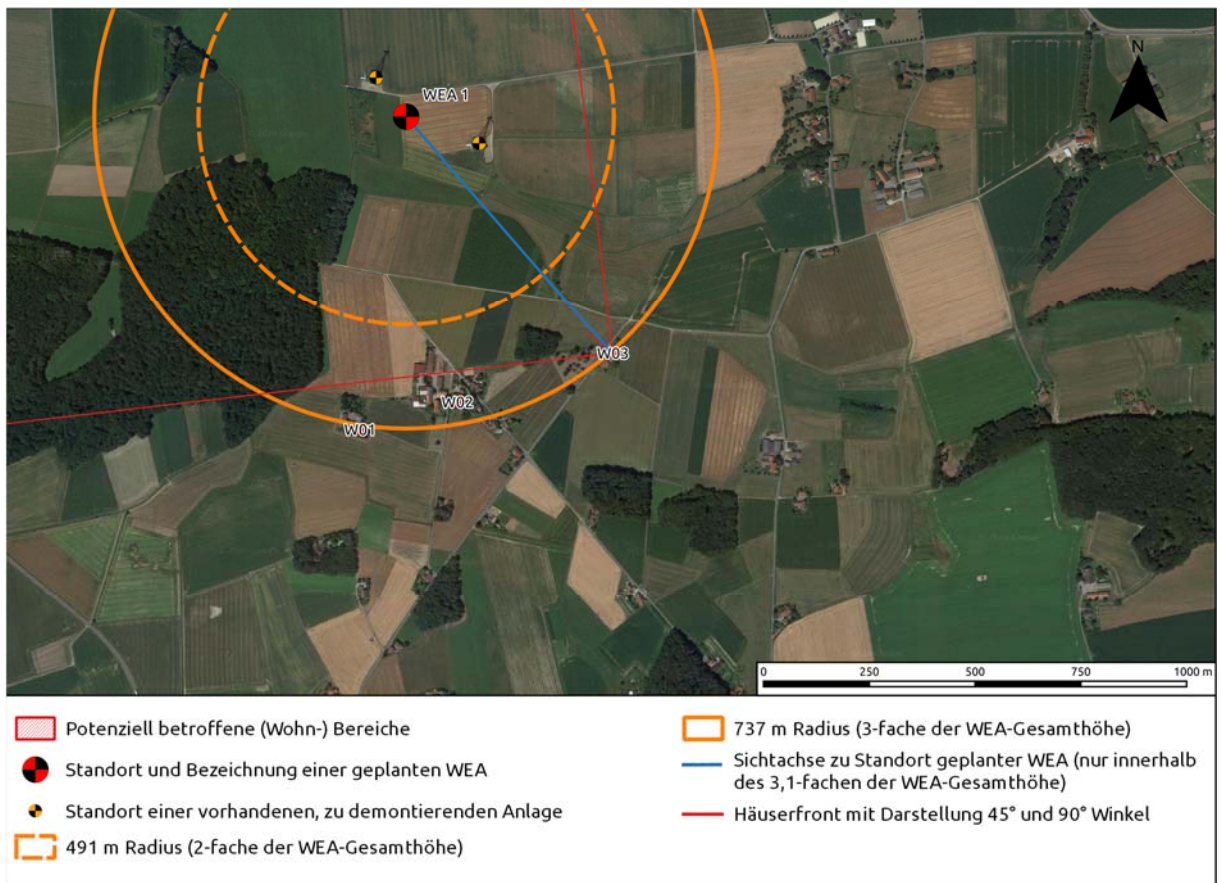 N
WEA 1
W03
W02
W01
0 250 500 750 1000 m
Potenziell betroffene (Wohn-) Bereiche
Standort und Bezeichnung einer geplanten WEA
Standort einer vorhandenen, zu demontierenden Anlage
491 m Radius (2-fache der WEA-Gesamthöhe)
737 m Radius (3-fache der WEA-Gesamthöhe)
Sichtachse zu Standort geplanter WEA (nur innerhalb
des 3,1-fachen der WEA-Gesamthöhe)
Häuserfront mit Darstellung 45° und 90° Winkel